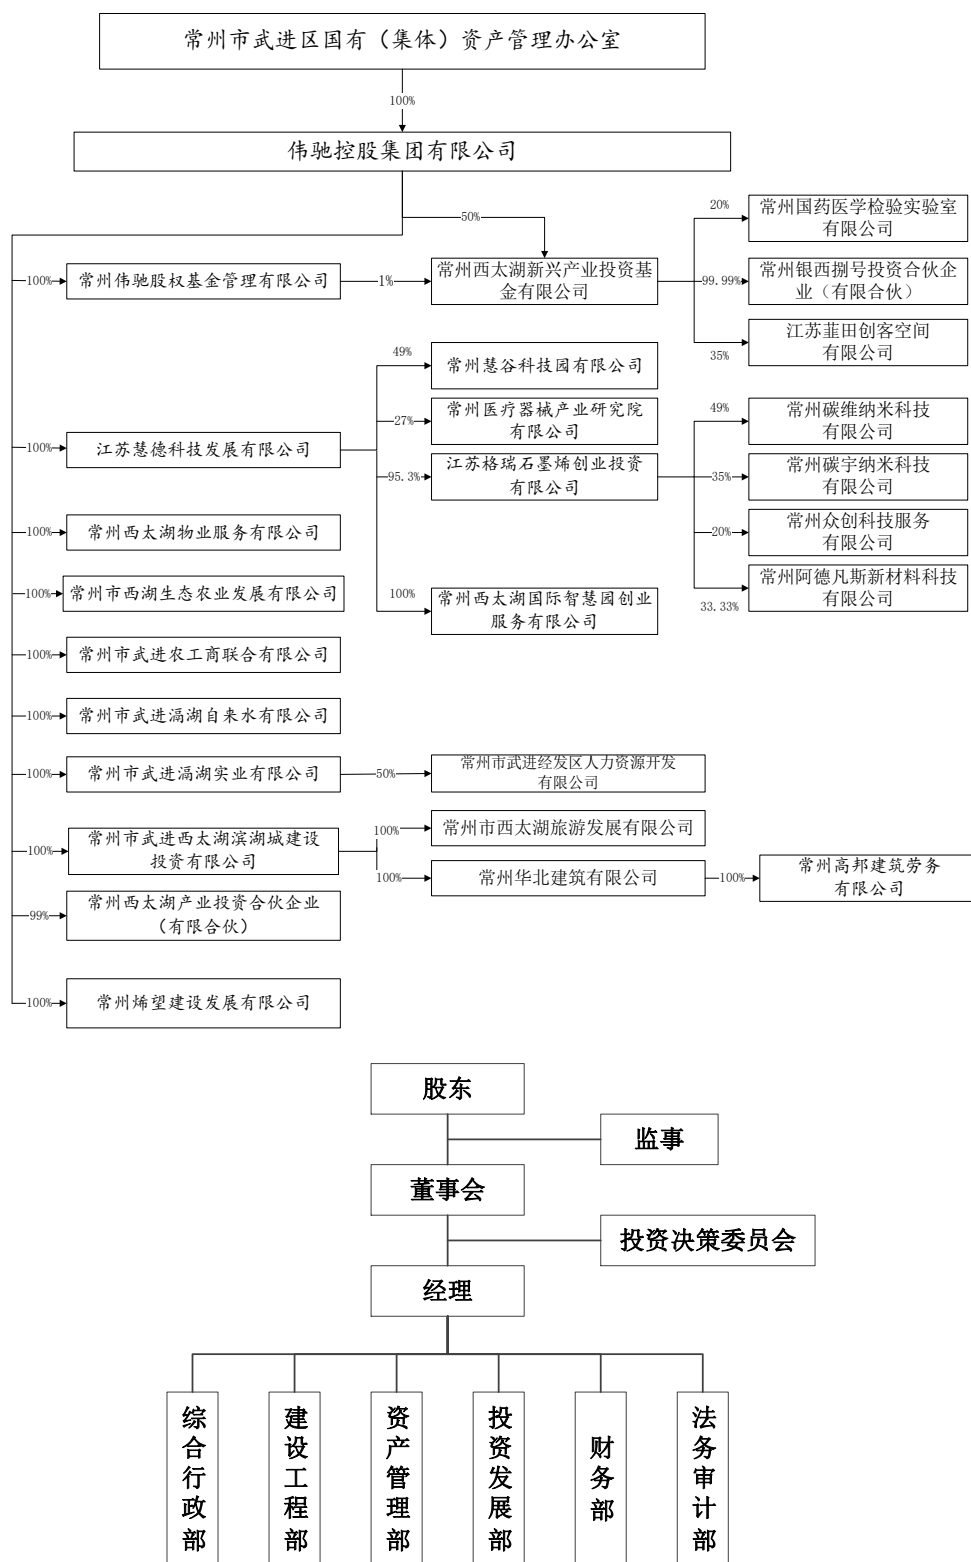 常州市武进区国有（集体）资产管理办公室
100%
伟驰控股集团有限公司
50%
20%
常州国药医学检验实验室
有限公司
100%
常州伟驰股权基金管理有限公司
1%
常州西太湖新兴产业投资基
金有限公司
99.99%
常州银西捌号投资合伙企
业（有限合伙）
35%
江苏韮田创客空间
有限公司
49%
常州慧谷科技园有限公司
27%
常州医疗器械产业研究院
有限公司
49%
常州碳维纳米科技
有限公司
100%
江苏慧德科技发展有限公司
95.3%
江苏格瑞石墨烯创业投资
有限公司
35%
常州碳宇纳米科技
有限公司
20%
常州众创科技服务
有限公司
33.33%
常州阿德凡斯新材料科技
有限公司
100%
常州西太湖物业服务有限公司
100%
常州西太湖国际智慧园创业
服务有限公司
100%
常州市西湖生态农业发展有限公司
100%
常州市武进农工商联合有限公司
100%
常州市武进滆湖自来水有限公司
100%
常州市武进滆湖实业有限公司
50%
常州市武进经发区人力资源开发
有限公司
100%
常州市武进西太湖滨湖城建设
投资有限公司
100%
常州市西太湖旅游发展有限公司
100%
常州华北建筑有限公司
100%
常州高邦建筑劳务
有限公司
99%
常州西太湖产业投资合伙企业
（有限合伙）
100%
常州烯望建设发展有限公司
股东
监事
董事会
投资决策委员会
经理
综合行政部
建设工程部
资产管理部
投资发展部
财务部
法务审计部